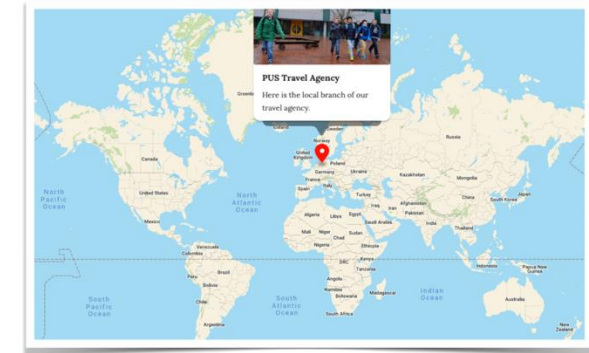 PUS Travel Agency
Here is the local branch of our
travel agency.
Iceland
Sweden
Norway
Russia
United
Kingdom
Poland
Canada
Germany
Ukraine
France
Kazakhstan
Mongolia
Spain
Italy
North
Pacific
Ocean
United States
North
Atlantic
Ocean
Turkey
China
Japan
South Korea
Iraq
Iran
Afghanistan
Pakistan
Algeria
Libya
Egypt
Saudi Arabia
India
Mexico
Mali
Niger
Chad
Sudan
Thailand
Nigeria
Ethiopia
Venezuela
Colombia
DRC
Kenya
Indonesia
Papua New
Guinea
Tanzania
Peru
Brazil
Angola
Bolivia
Namibia
Botswana
Madagascar
Indian
Ocean
South
Pacific
Ocean
Chile
South
Atlantic
Ocean
Australia
South Africa
Argentina
New
Zealand